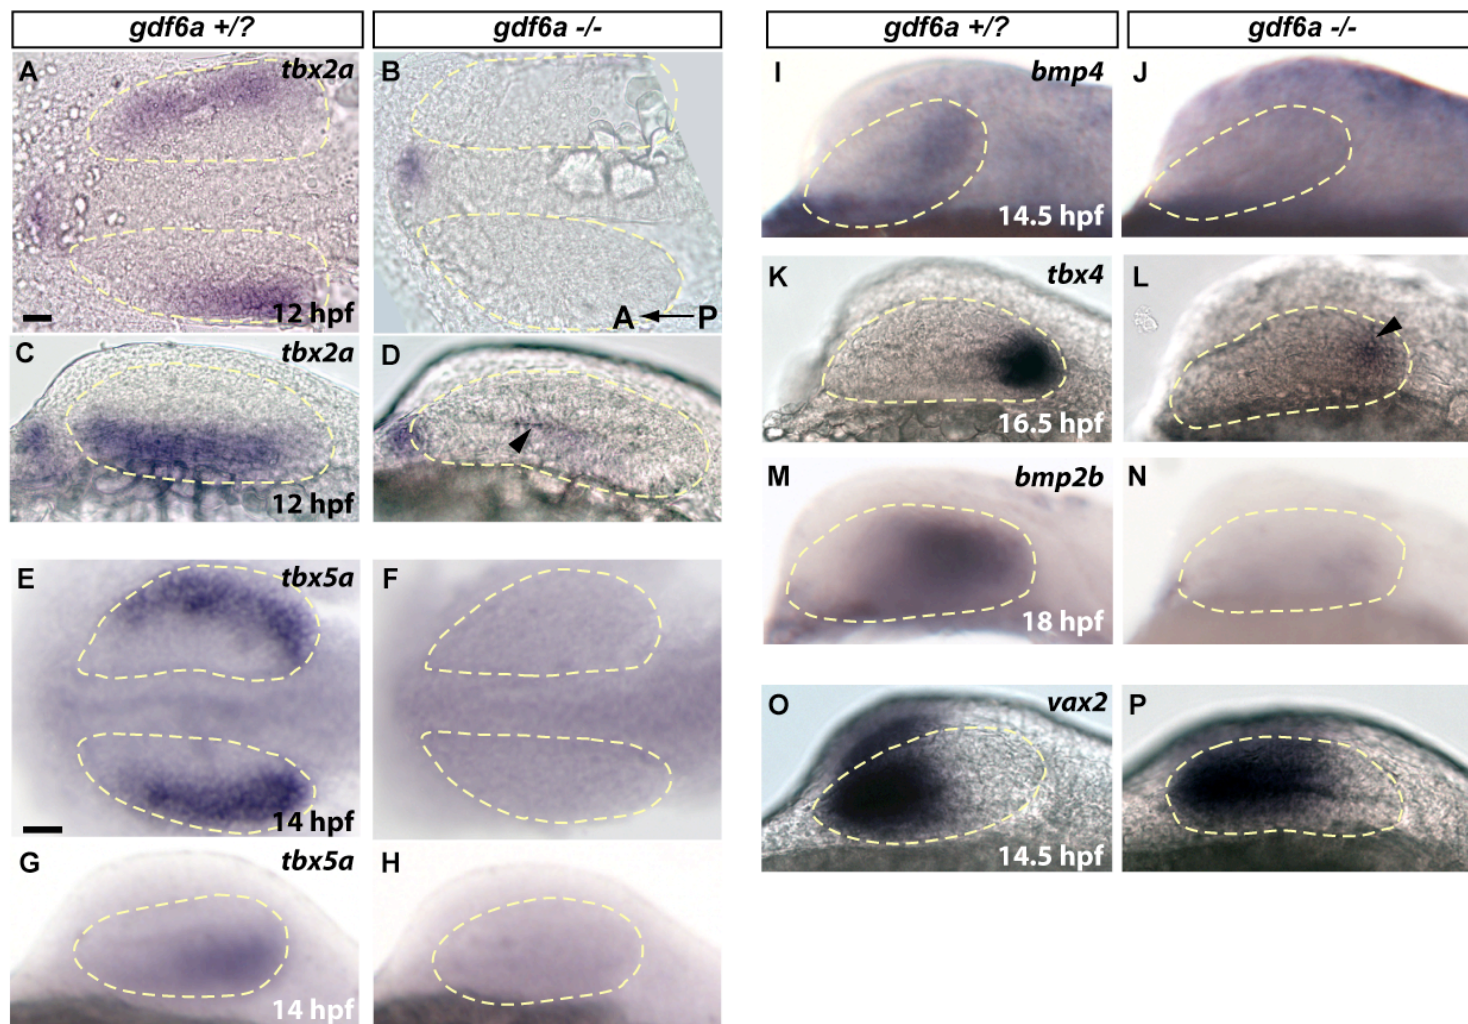 gdf6a +/?
gdf6a -/-
A
tbx2a
12 hpf
B
A P
C
tbx2a
12 hpf
D
E
tbx5a
14 hpf
F
G
tbx5a
14 hpf
H
gdf6a +/?
gdf6a -/-
I
bmp4
14.5 hpf
J
K
tbx4
16.5 hpf
L
M
bmp2b
18 hpf
N
O
vax2
14.5 hpf
P